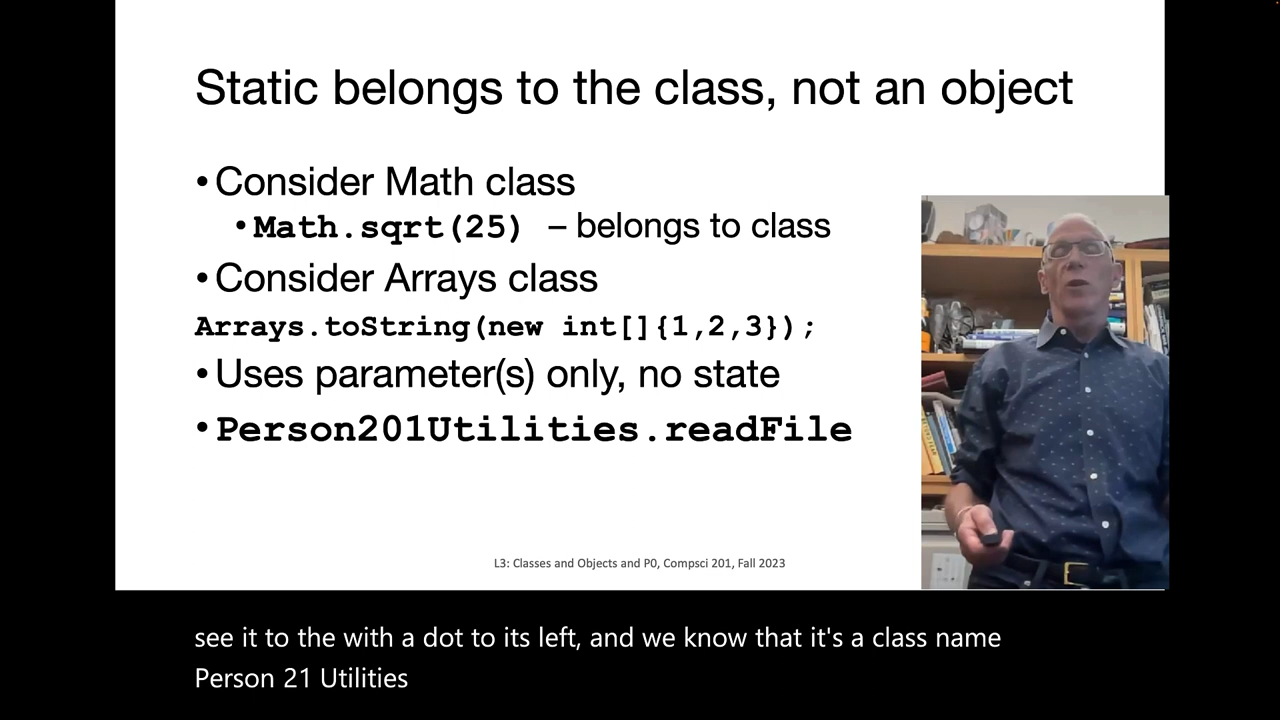 Static belongs to the class, not an object
•Consider Math class
•Math.sqrt(25) – belongs to class
•Consider Arrays class
Arrays.toString(new int[]{1,2,3});
•Uses parameter(s) only, no state
•Person201Utilities.readFile
L3: Classes and Objects and P0, Compsci 201, Fall 2023
see it to the with a dot to its left, and we know that it's a class name
Person 21 Utilities